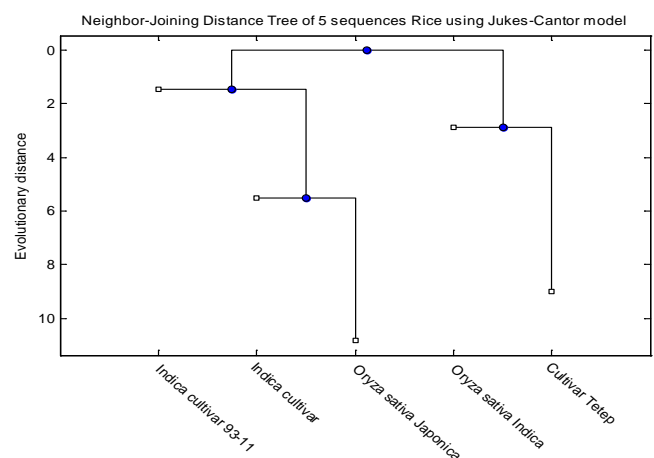 Neighbor-Joining Distance Tree of 5 sequences Rice using Jukes-Cantor model
0
2
4
6
8
10
Evolutionary distance
Indica cultivar 93-11
Indica cultivar
Oryza sativa Japonica
Oryza sativa Indica
Cultivar Tetep